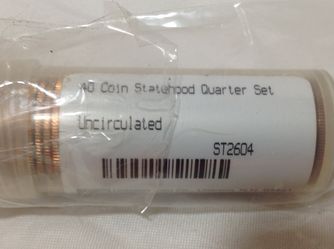 40 Coin Statehood Quarter Set
Uncirculated
ST2604